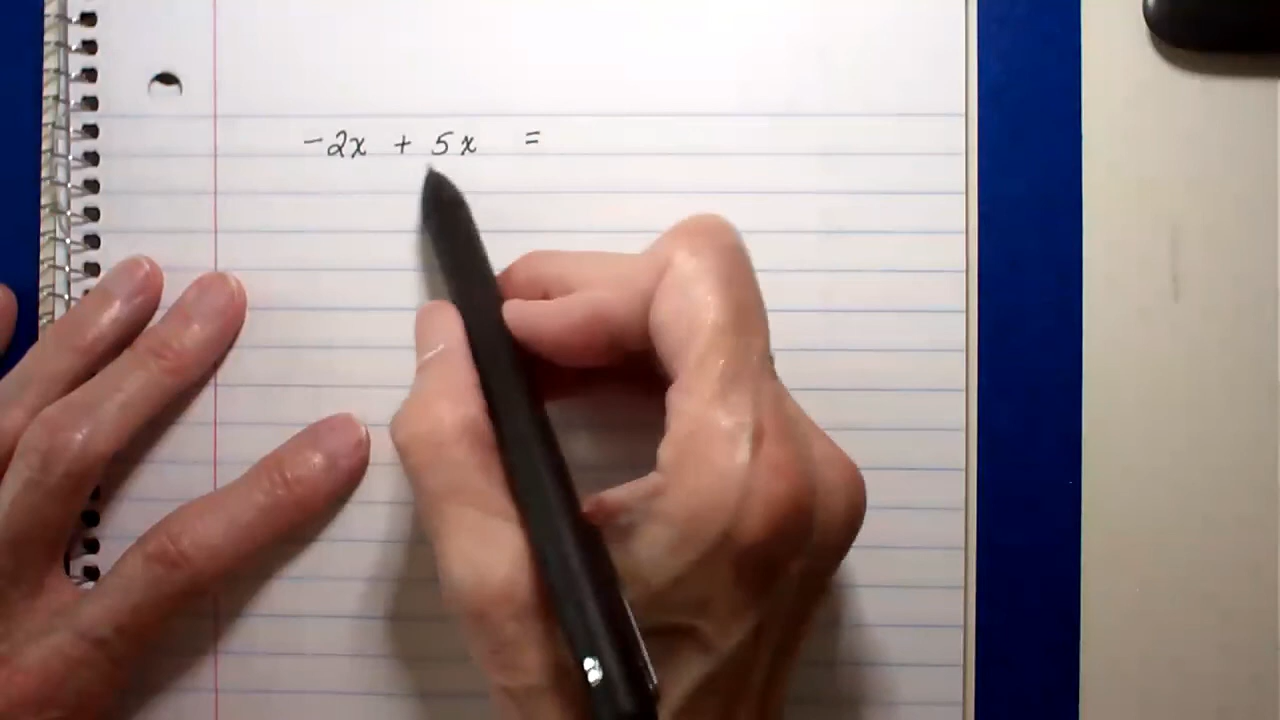 -2x + 5x =